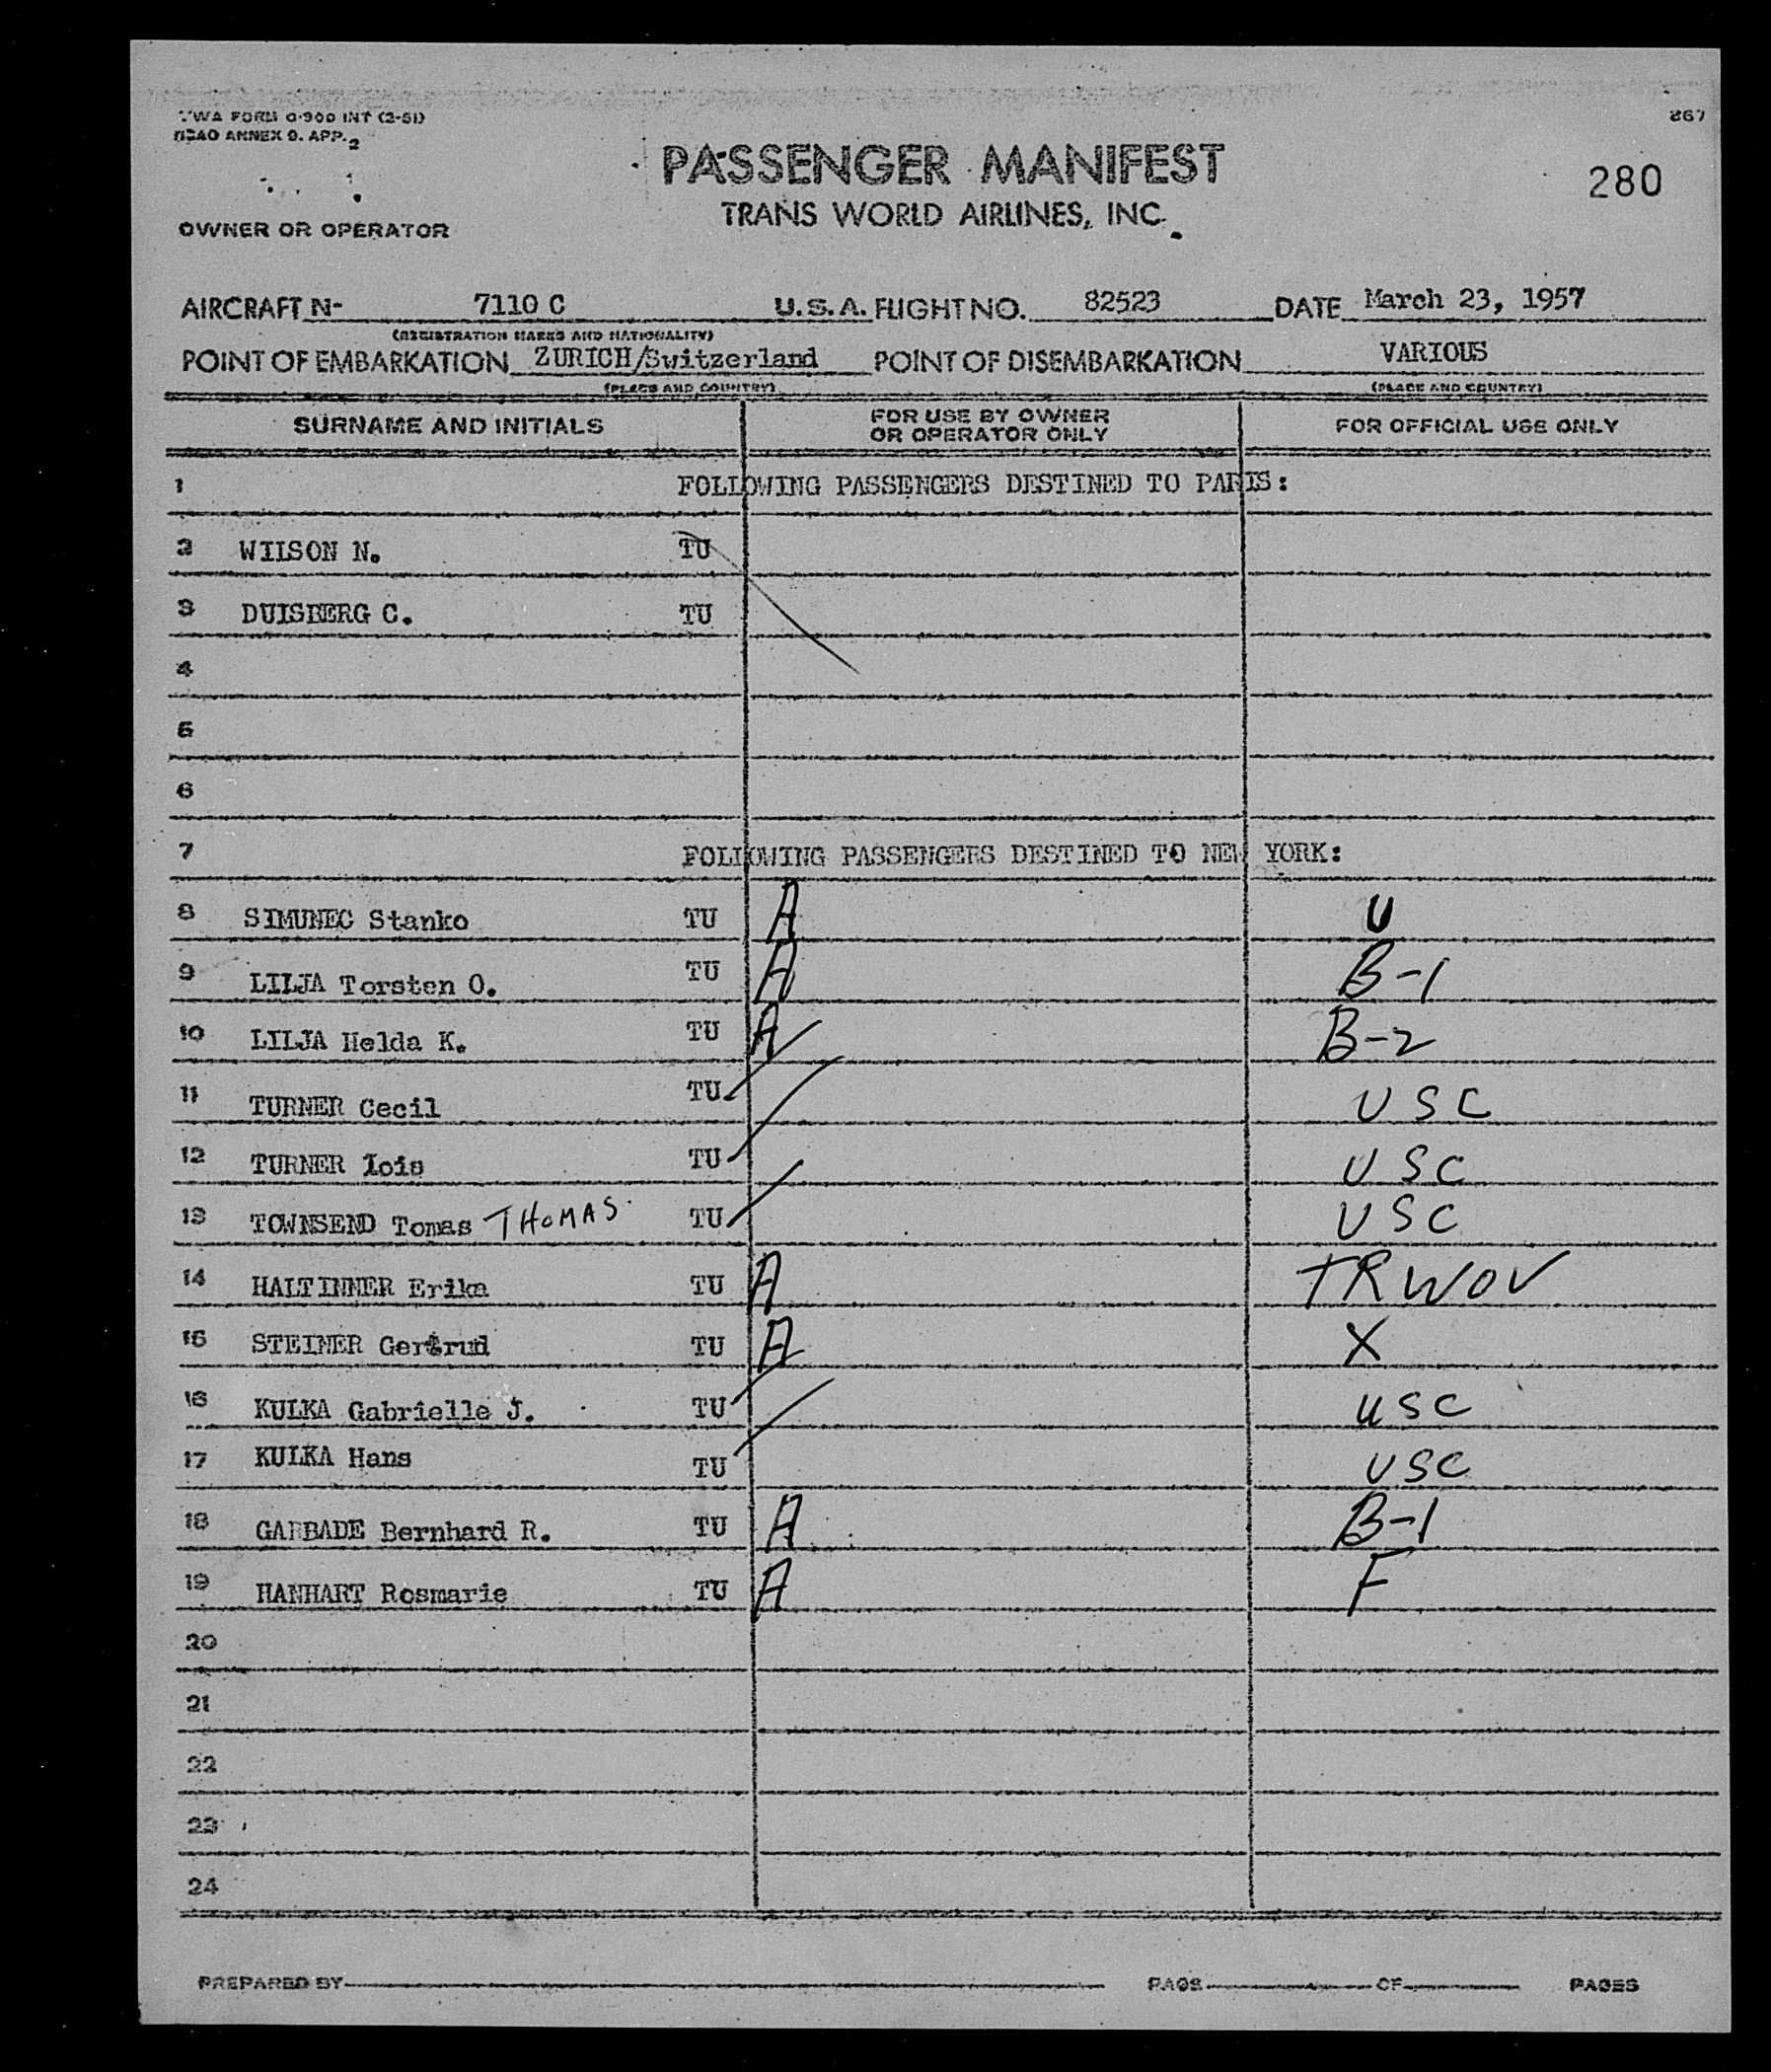 TWA FORM O-900 INT (2-51)
ICAO ANNEX 9. APP. 2
267
PASSENGER MANIFEST
280
TRANS WORLD AIRLINES, INC.
OWNER OR OPERATOR
AIRCRAFT N- 7110 C U.S.A. FLIGHT NO. 82523 DATE March 23, 1957
(REGISTRATION MARKS AND NATIONALITY)
POINT OF EMBARKATION ZURICH/Switzerland POINT OF DISEMBARKATION VARIOUS
(PLACE AND COUNTRY) (PLACE AND COUNTRY)
SURNAME AND INITIALS FOR USE BY OWNER OR OPERATOR ONLY FOR OFFICIAL USE ONLY
1 FOLLOWING PASSENGERS DESTINED TO PARIS:
2 WILSON N. TU
3 DUISBERG C. TU
4
5
6
7 FOLLOWING PASSENGERS DESTINED TO NEW YORK:
8 SIMUNEC Stanko TU A U
9 LILJA Torsten O. TU A B-1
10 LILJA Helda K. TU A B-2
11 TURNER Cecil TU USC
12 TURNER Lois TU USC
13 TOWNSEND Tomas THOMAS TU USC
14 HALTINNER Erika TU A TRWOV
15 STEINER Gertrud TU A X
16 KULKA Gabrielle J. TU USC
17 KULKA Hans TU USC
18 GARBADE Bernhard R. TU A B-1
19 HANHART Rosmarie TU A F
20
21
22
23
24
PREPARED BY PAGE OF PAGES